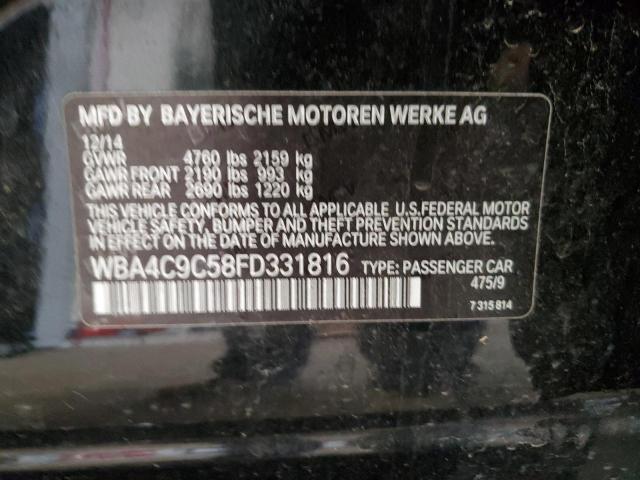 MFD BY BAYERISCHE MOTOREN WERKE AG
12/14
GVWR 4760 lbs 2159 kg
GAWR FRONT 2190 lbs 993 kg
GAWR REAR 2690 lbs 1220 kg
THIS VEHICLE CONFORMS TO ALL APPLICABLE U.S.FEDERAL MOTOR
VEHICLE SAFETY, BUMPER AND THEFT PREVENTION STANDARDS
IN EFFECT ON THE DATE OF MANUFACTURE SHOWN ABOVE.
WBA4C9C58FD331816 TYPE: PASSENGER CAR
475/9
7 315 814